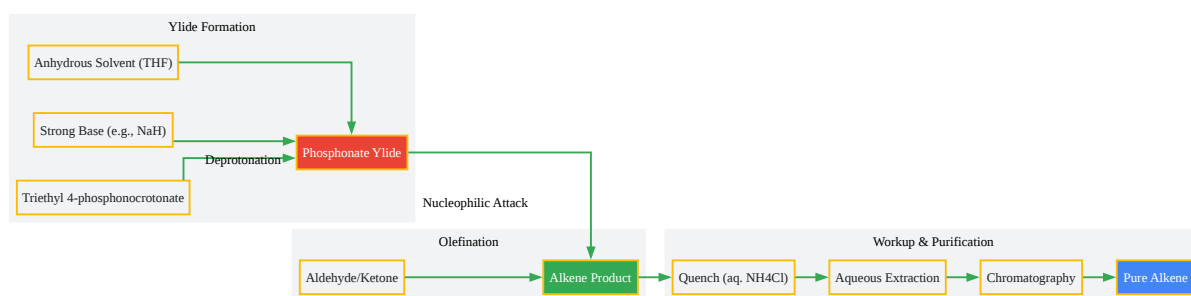 Ylide Formation
Anhydrous Solvent (THF)
Strong Base (e.g., NaH)
Deprotonation
Phosphonate Ylide
Triethyl 4-phosphonocrotonate
Nucleophilic Attack
Olefination
Aldehyde/Ketone
Alkene Product
Workup & Purification
Quench (aq. NH4Cl)
Aqueous Extraction
Chromatography
Pure Alkene